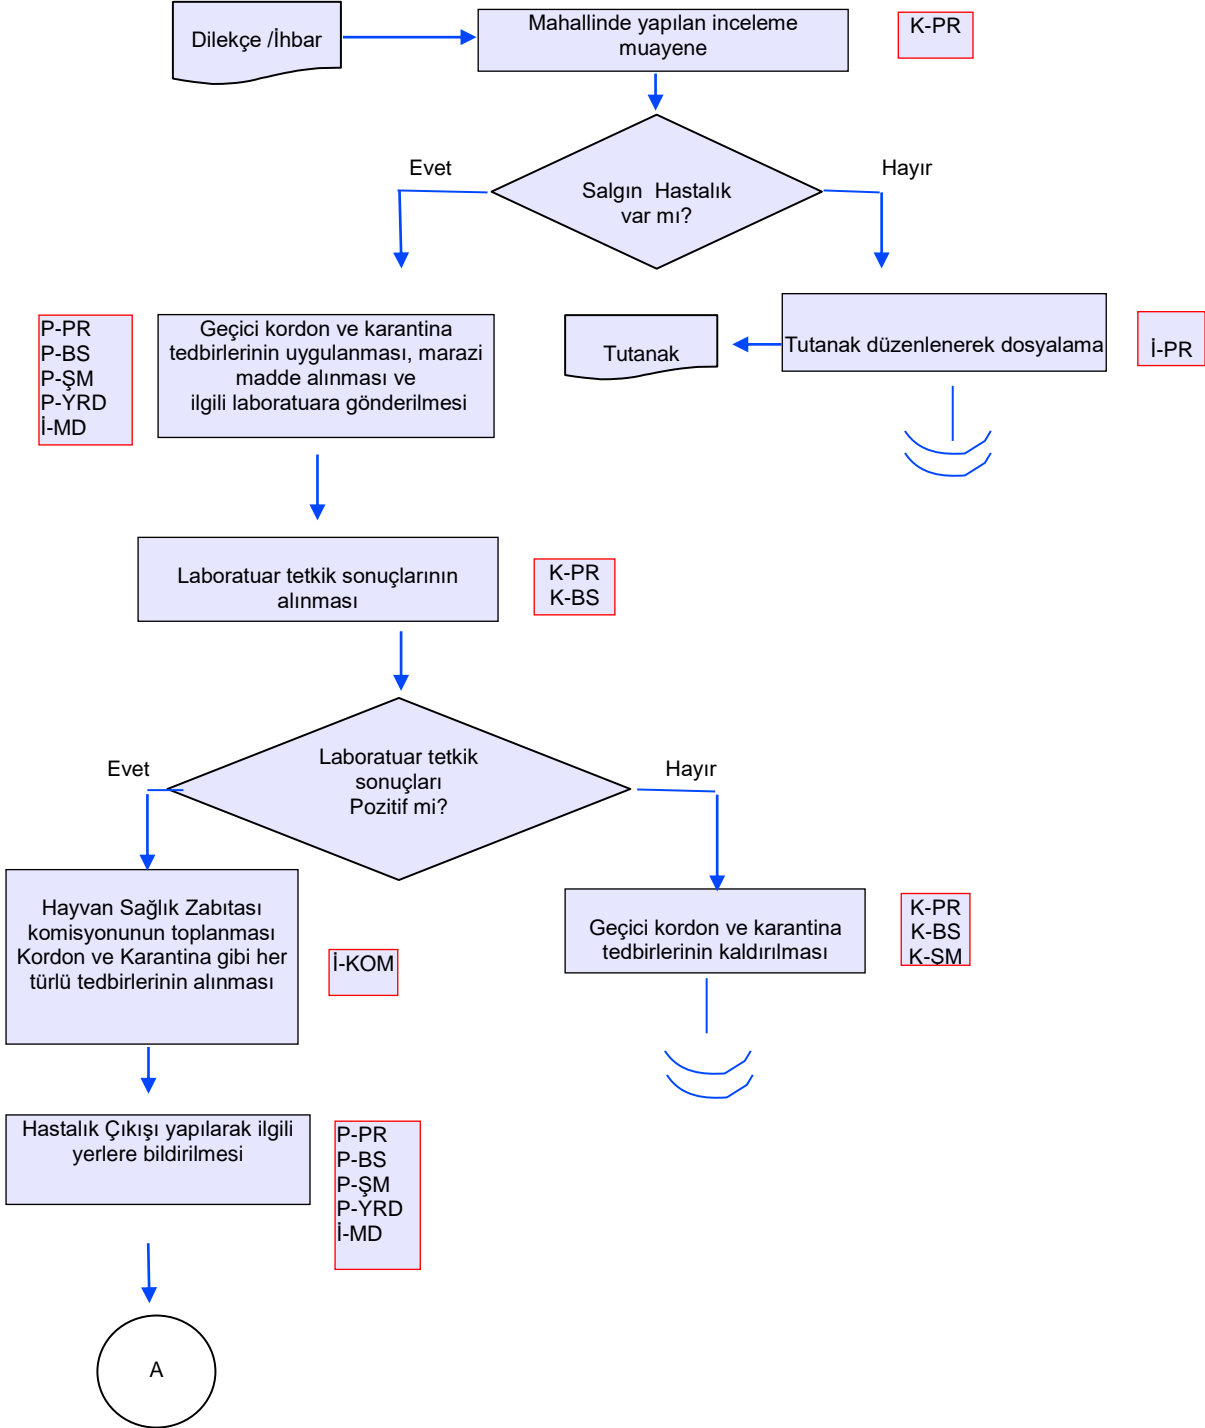 Dilekçe /İhbar
Mahallinde yapılan inceleme
muayene
K-PR
Evet
Hayır
Salgın Hastalık
var mı?
P-PR
P-BS
P-ŞM
P-YRD
İ-MD
Geçici kordon ve karantina
tedbirlerinin uygulanması, marazi
madde alınması ve
ilgili laboratuara gönderilmesi
Tutanak
Tutanak düzenlenerek dosyalama
İ-PR
Laboratuar tetkik sonuçlarının
alınması
K-PR
K-BS
Evet
Laboratuar tetkik
sonuçları
Pozitif mi?
Hayır
Hayvan Sağlık Zabıtası
komisyonunun toplanması
Kordon ve Karantina gibi her
türlü tedbirlerinin alınması
İ-KOM
Geçici kordon ve karantina
tedbirlerinin kaldırılması
K-PR
K-BS
K-ŞM
Hastalık Çıkışı yapılarak ilgili
yerlere bildirilmesi
P-PR
P-BS
P-ŞM
P-YRD
İ-MD
A